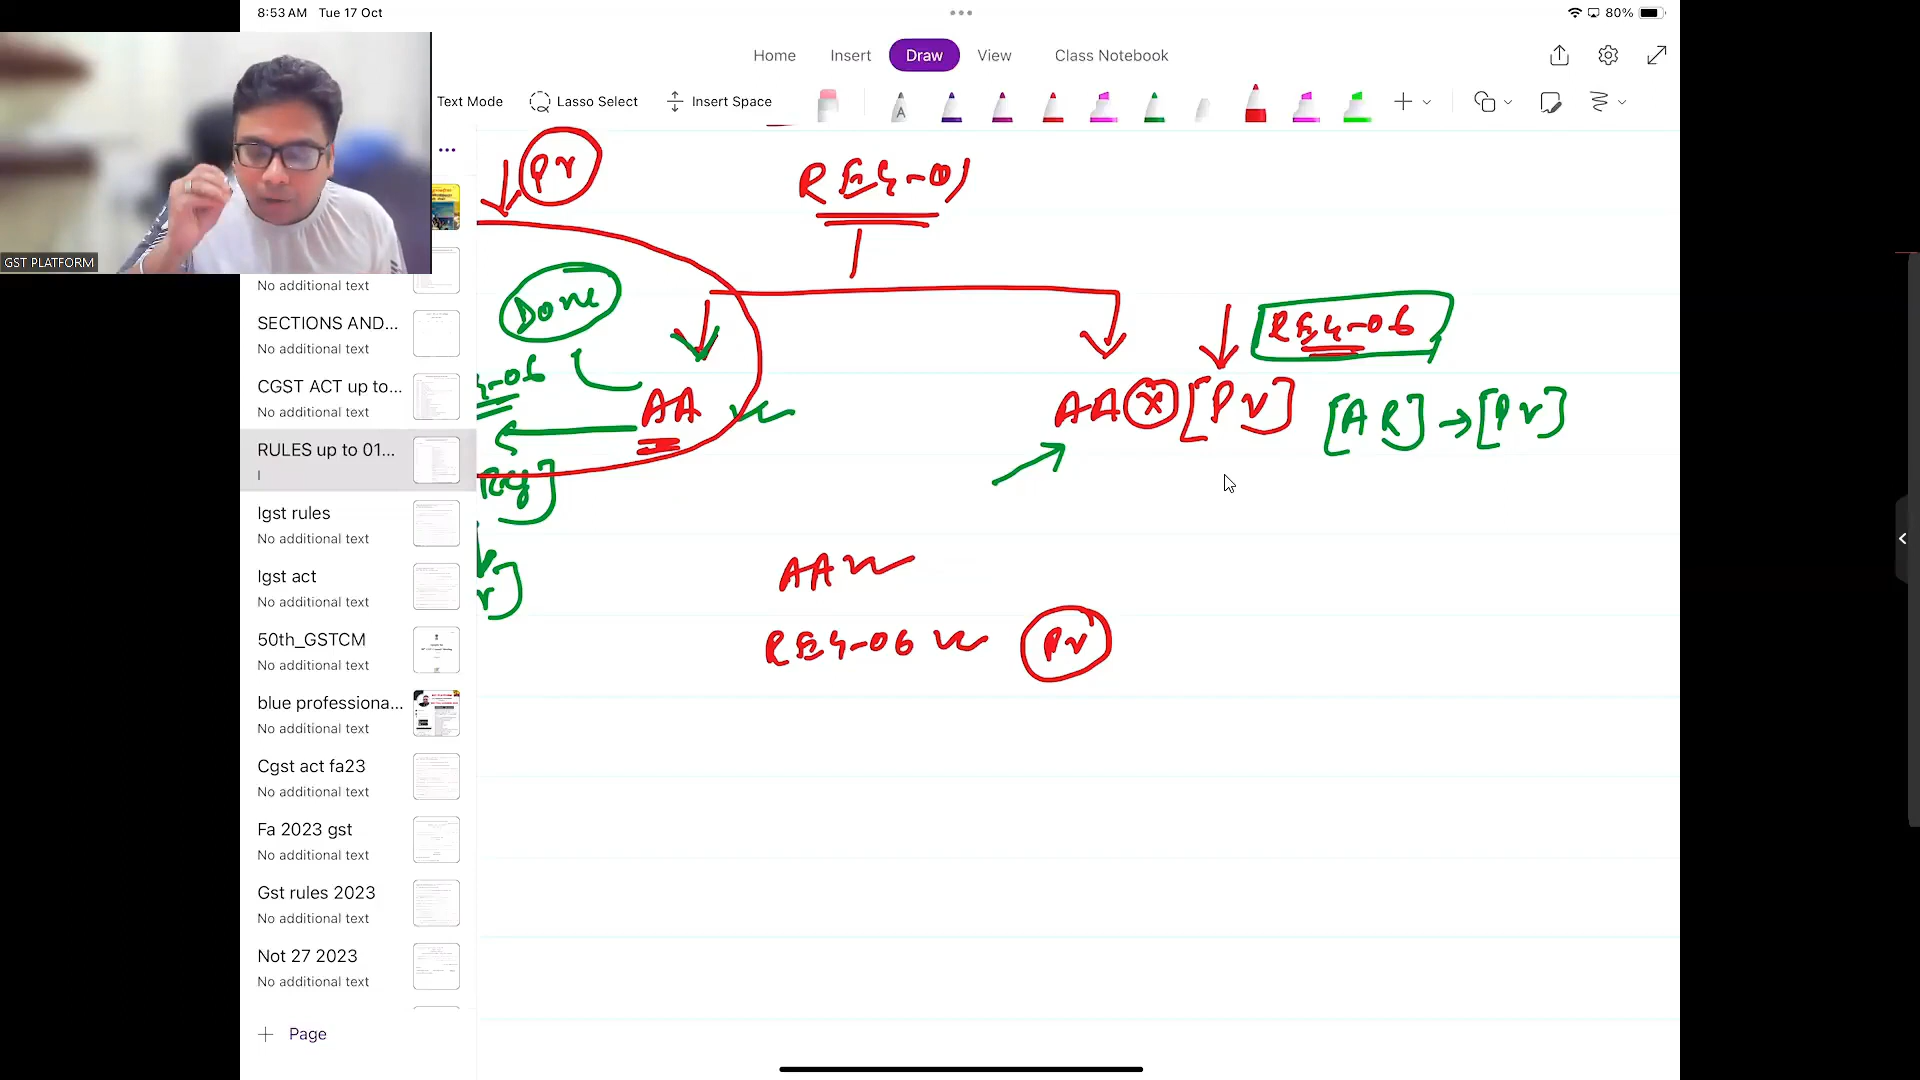 8:53 AM Tue 17 Oct
80%
Home Insert Draw View Class Notebook
Text Mode Lasso Select Insert Space
A
GST PLATFORM
No additional text
SECTIONS AND...
No additional text
CGST ACT up to...
No additional text
RULES up to 01...
I
Igst rules
No additional text
Igst act
No additional text
50th_GSTCM
No additional text
blue professiona...
No additional text
Cgst act fa23
No additional text
Fa 2023 gst
No additional text
Gst rules 2023
No additional text
Not 27 2023
No additional text
Page
Pr
REG-01
Done
REG-06
-06
AA
AA x [Pr] [AR] → [Pr]
AA
REG-06 Pr